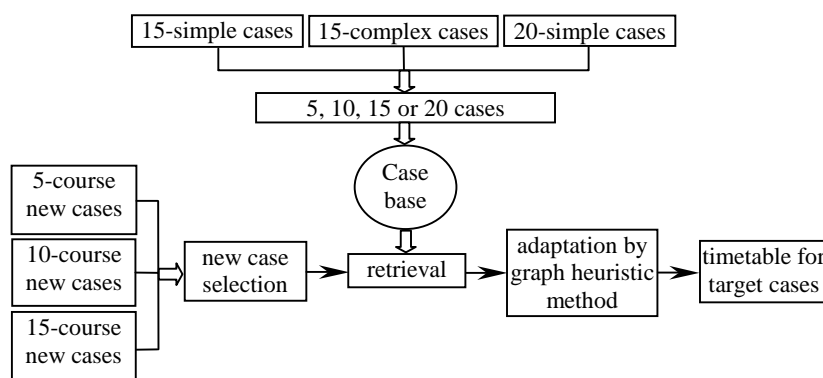 15-simple cases
15-complex cases
20-simple cases
5, 10, 15 or 20 cases
Case
base
5-course
new cases
10-course
new cases
15-course
new cases
new case
selection
retrieval
adaptation by
graph heuristic
method
timetable for
target cases